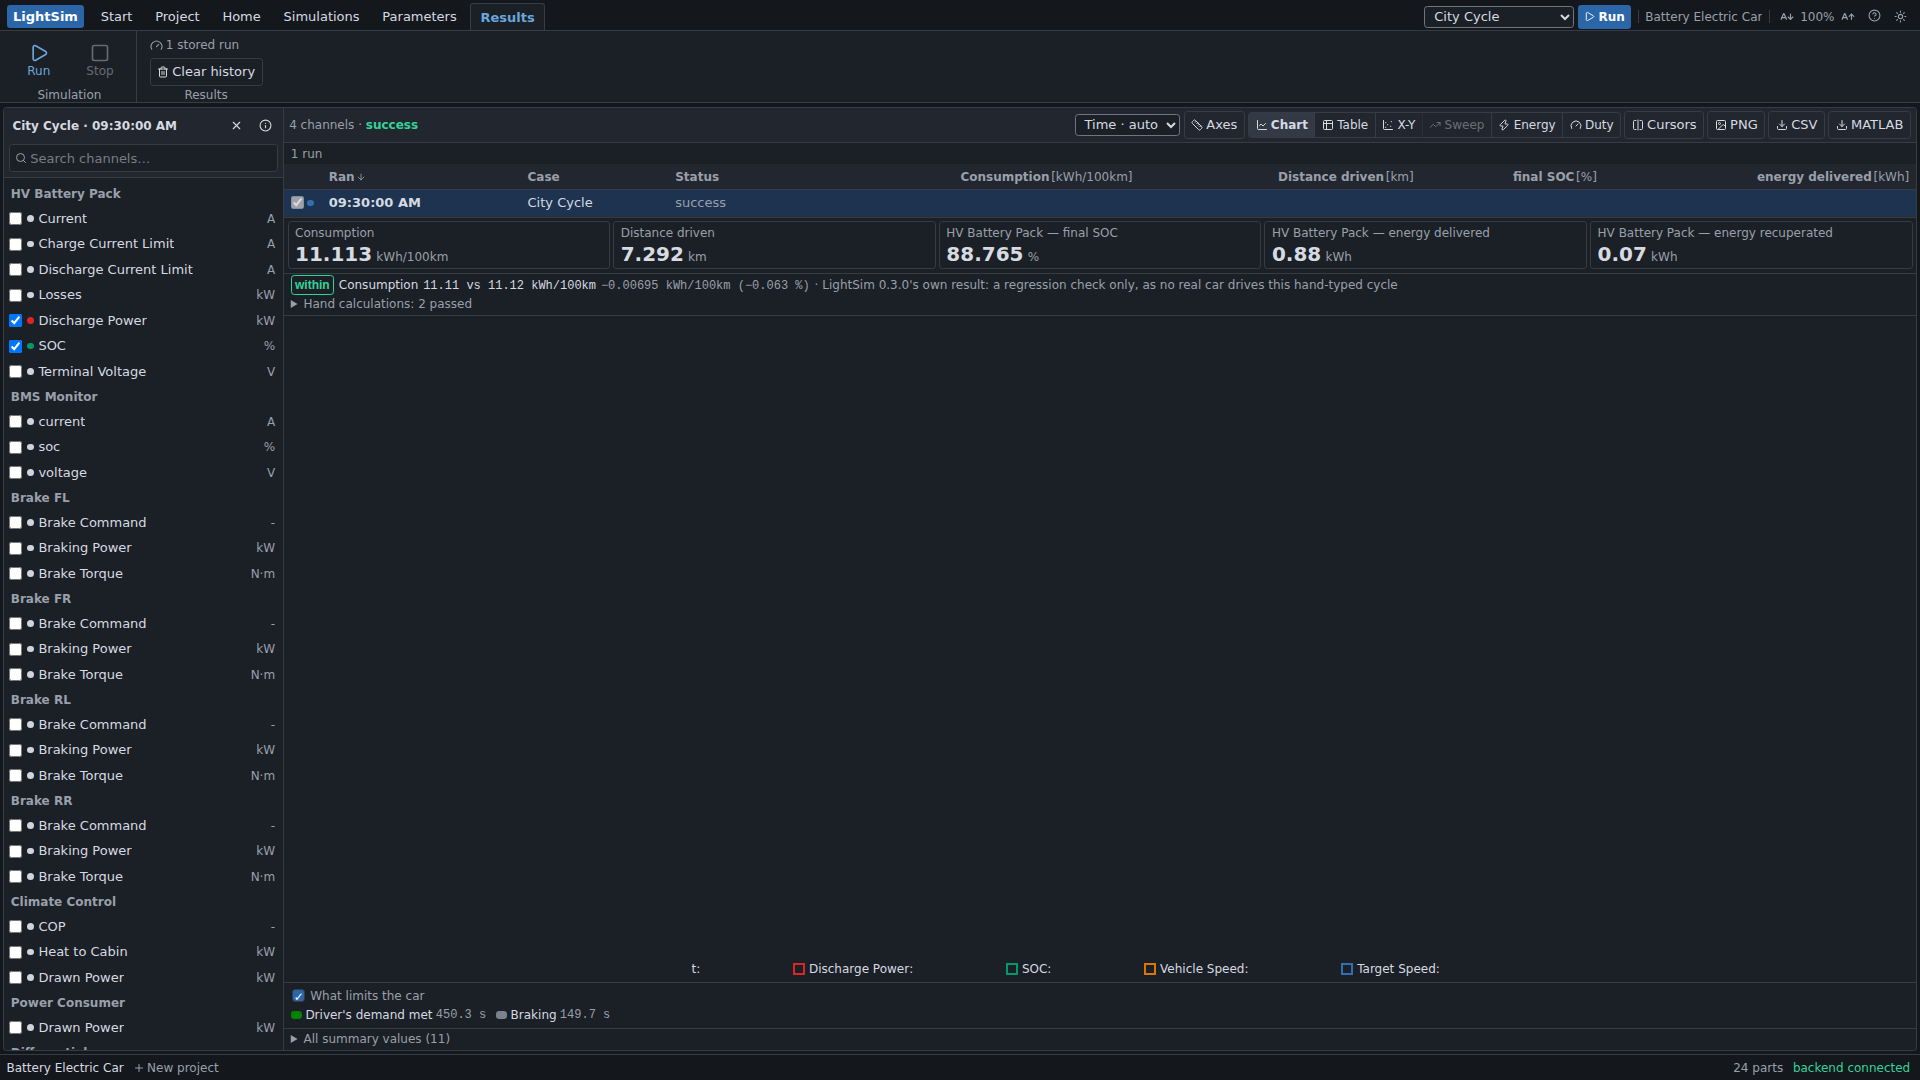 LightSim Start Project Home Simulations Parameters Results City Cycle Run Battery Electric Car A 100% A
Run Stop
Simulation
1 stored run
Clear history
Results
City Cycle · 09:30:00 AM
Search channels…
HV Battery Pack
Current A
Charge Current Limit A
Discharge Current Limit A
Losses kW
Discharge Power kW
SOC %
Terminal Voltage V
BMS Monitor
current A
soc %
voltage V
Brake FL
Brake Command -
Braking Power kW
Brake Torque N·m
Brake FR
Brake Command -
Braking Power kW
Brake Torque N·m
Brake RL
Brake Command -
Braking Power kW
Brake Torque N·m
Brake RR
Brake Command -
Braking Power kW
Brake Torque N·m
Climate Control
COP -
Heat to Cabin kW
Drawn Power kW
Power Consumer
Drawn Power kW
4 channels · success Time · auto Axes Chart Table X-Y Sweep Energy Duty Cursors PNG CSV MATLAB
1 run
Ran Case Status Consumption [kWh/100km] Distance driven [km] final SOC [%] energy delivered [kWh]
09:30:00 AM City Cycle success
Consumption
11.113 kWh/100km
Distance driven
7.292 km
HV Battery Pack — final SOC
88.765 %
HV Battery Pack — energy delivered
0.88 kWh
HV Battery Pack — energy recuperated
0.07 kWh
within Consumption 11.11 vs 11.12 kWh/100km −0.00695 kWh/100km (−0.063 %) · LightSim 0.3.0's own result: a regression check only, as no real car drives this hand-typed cycle
Hand calculations: 2 passed
t: Discharge Power: SOC: Vehicle Speed: Target Speed:
What limits the car
Driver's demand met 450.3 s Braking 149.7 s
All summary values (11)
Battery Electric Car New project 24 parts backend connected